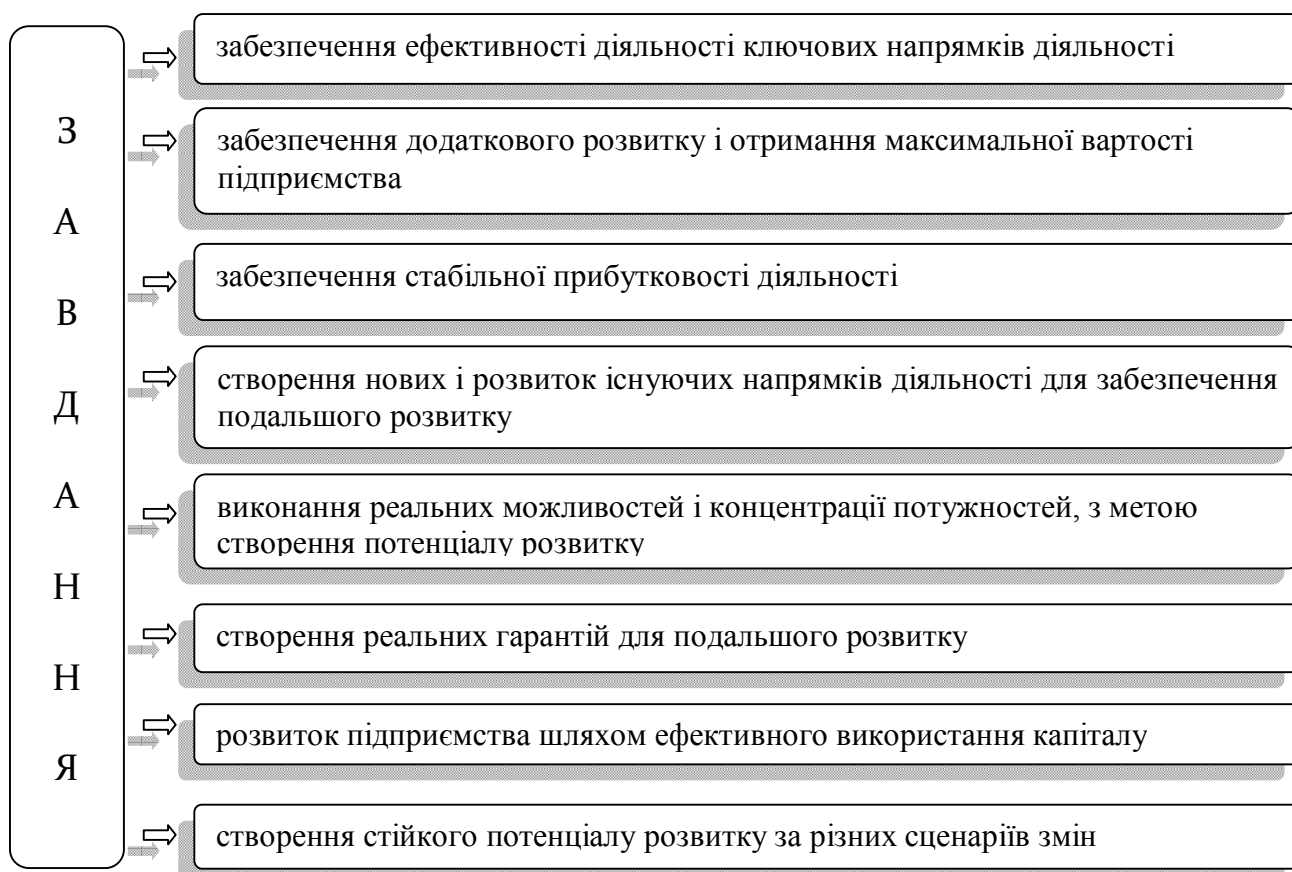 З
А
В
Д
А
Н
Н
Я
забезпечення ефективності діяльності ключових напрямків діяльності
забезпечення додаткового розвитку і отримання максимальної вартості
підприємства
забезпечення стабільної прибутковості діяльності
створення нових і розвиток існуючих напрямків діяльності для забезпечення
подальшого розвитку
виконання реальних можливостей і концентрації потужностей, з метою
створення потенціалу розвитку
створення реальних гарантій для подальшого розвитку
розвиток підприємства шляхом ефективного використання капіталу
створення стійкого потенціалу розвитку за різних сценаріїв змін